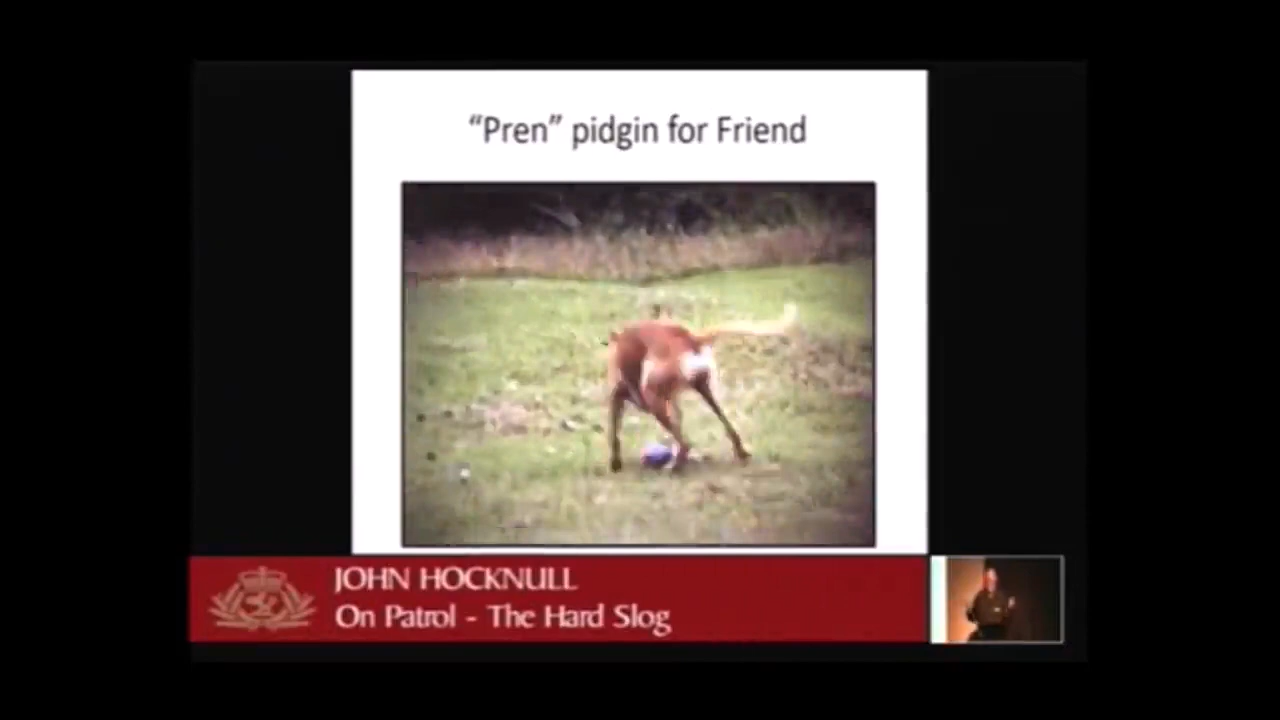 “Pren” pidgin for Friend
JOHN HOCKNULL
On Patrol - The Hard Slog